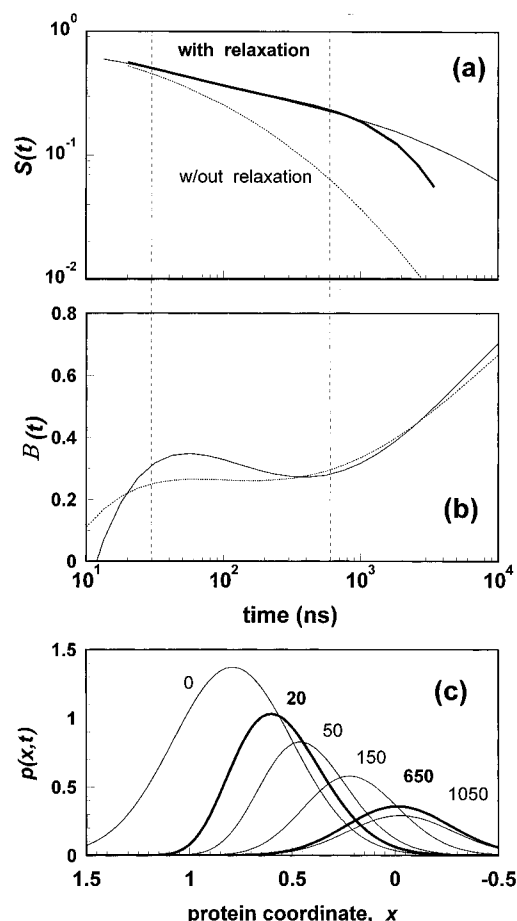 10⁰
with relaxation
(a)
S(t)
10⁻¹
w/out relaxation
10⁻²
0.8
0.6
B(t)
0.4
0.2
(b)
0
10¹ 10² 10³ 10⁴
time (ns)
1.5
0
(c)
20
p(x,t)
1
50
150
0.5
650
1050
0
1.5 1 0.5 0 -0.5
protein coordinate, x